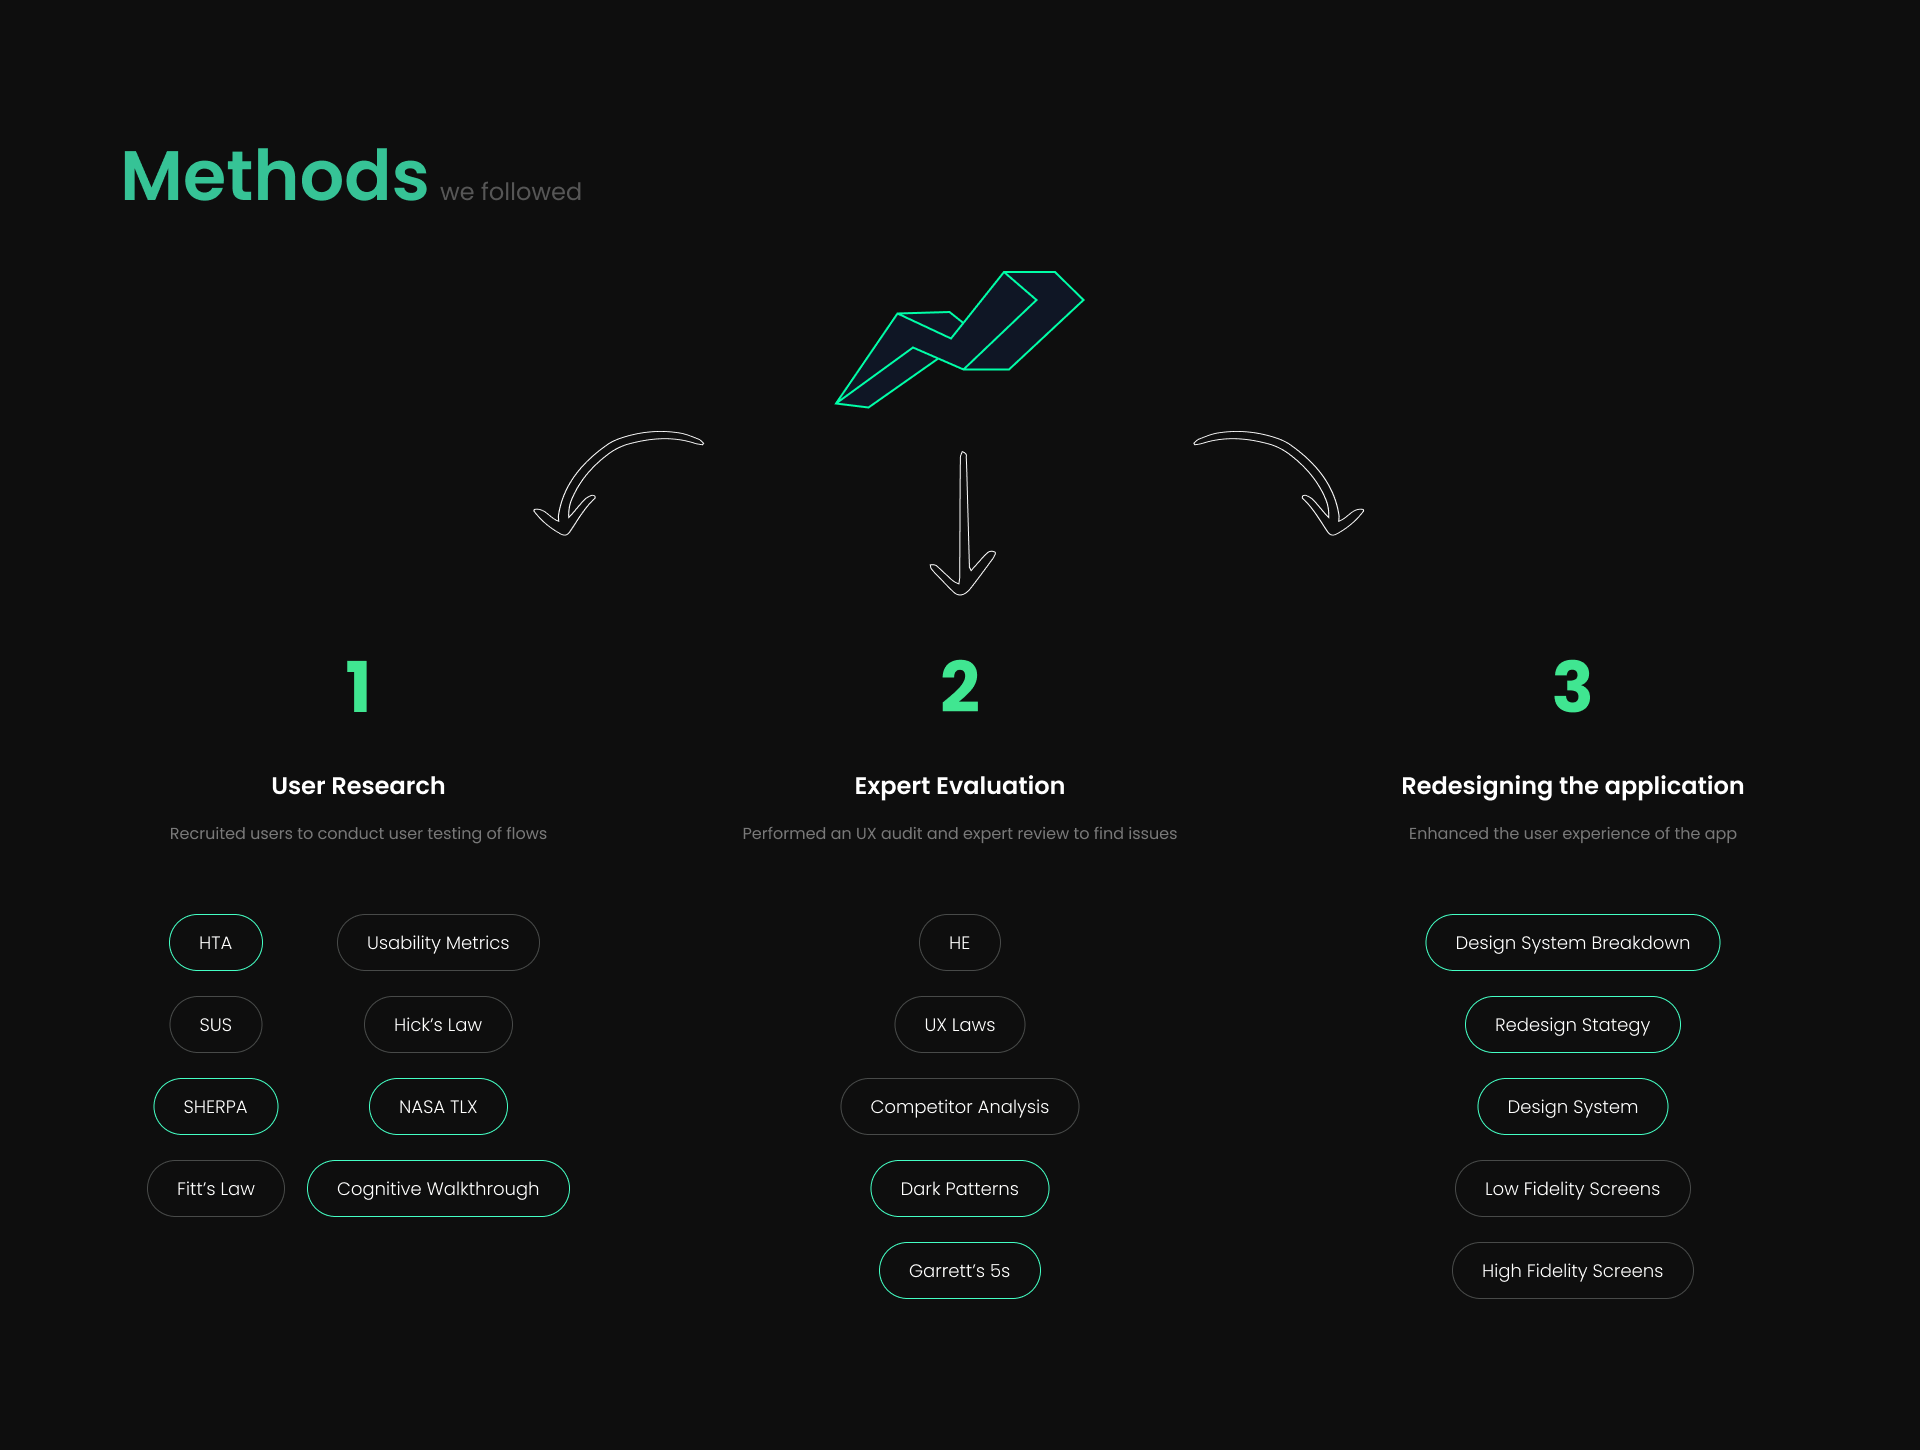 Methods we followed
1
User Research
Recruited users to conduct user testing of flows
HTA
Usability Metrics
SUS
Hick’s Law
SHERPA
NASA TLX
Fitt’s Law
Cognitive Walkthrough
2
Expert Evaluation
Performed an UX audit and expert review to find issues
HE
UX Laws
Competitor Analysis
Dark Patterns
Garrett’s 5s
3
Redesigning the application
Enhanced the user experience of the app
Design System Breakdown
Redesign Stategy
Design System
Low Fidelity Screens
High Fidelity Screens